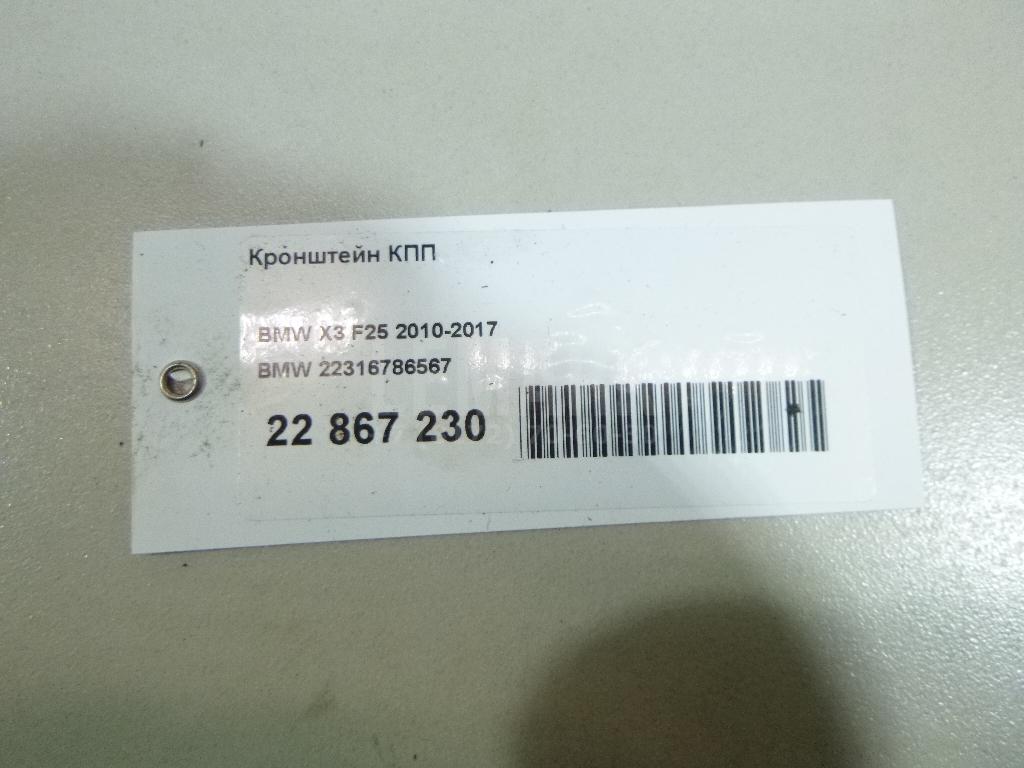 Кронштейн КПП
BMW X3 F25 2010-2017
BMW 22316786567
22 867 230